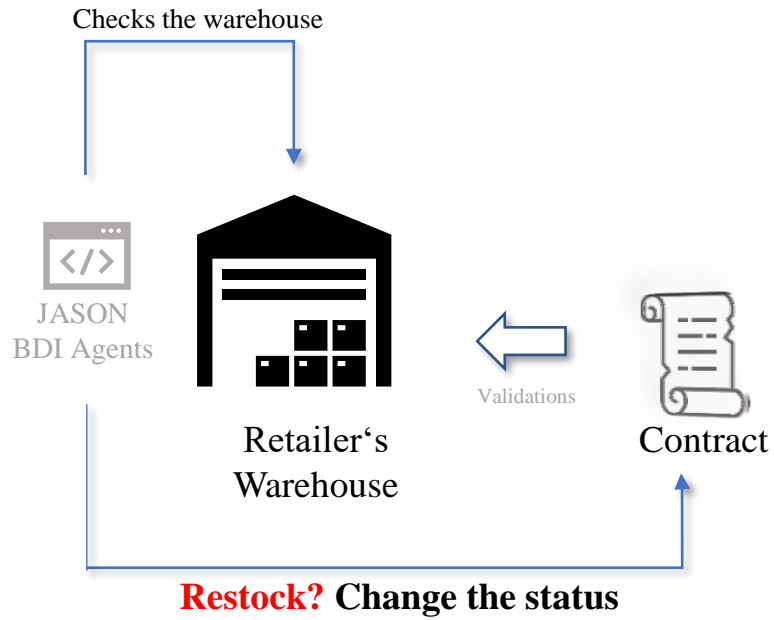 Checks the warehouse
</>
JASON
BDI Agents
Validations
Retailer‘s
Warehouse
Contract
Restock? Change the status